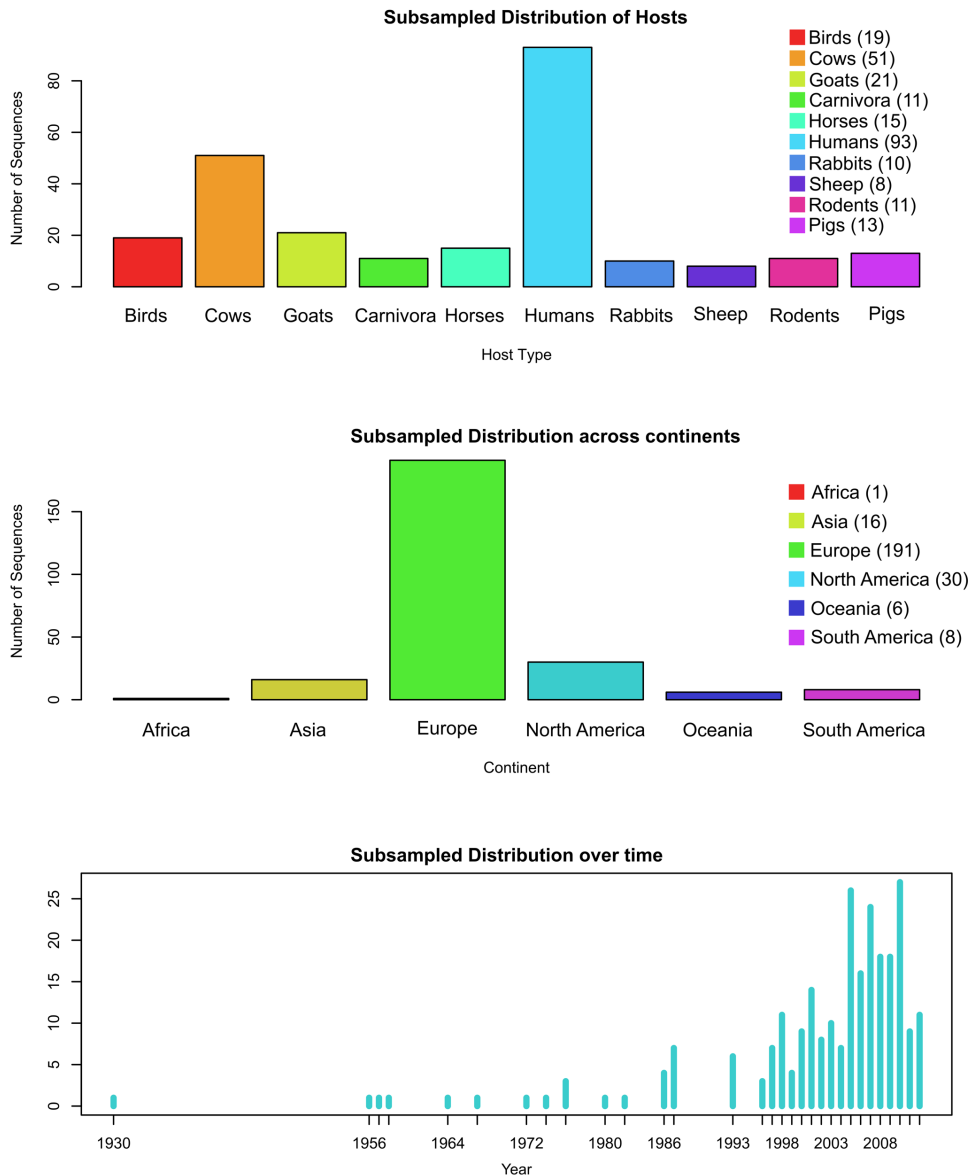 Subsampled Distribution of Hosts
Number of Sequences
0
20
40
60
80
Birds
Cows
Goats
Carnivora
Horses
Humans
Rabbits
Sheep
Rodents
Pigs
Host Type
Birds (19)
Cows (51)
Goats (21)
Carnivora (11)
Horses (15)
Humans (93)
Rabbits (10)
Sheep (8)
Rodents (11)
Pigs (13)
Subsampled Distribution across continents
Number of Sequences
0
50
100
150
Africa
Asia
Europe
North America
Oceania
South America
Continent
Africa (1)
Asia (16)
Europe (191)
North America (30)
Oceania (6)
South America (8)
Subsampled Distribution over time
0
5
10
15
20
25
1930
1956
1964
1972
1980
1986
1993
1998
2003
2008
Year